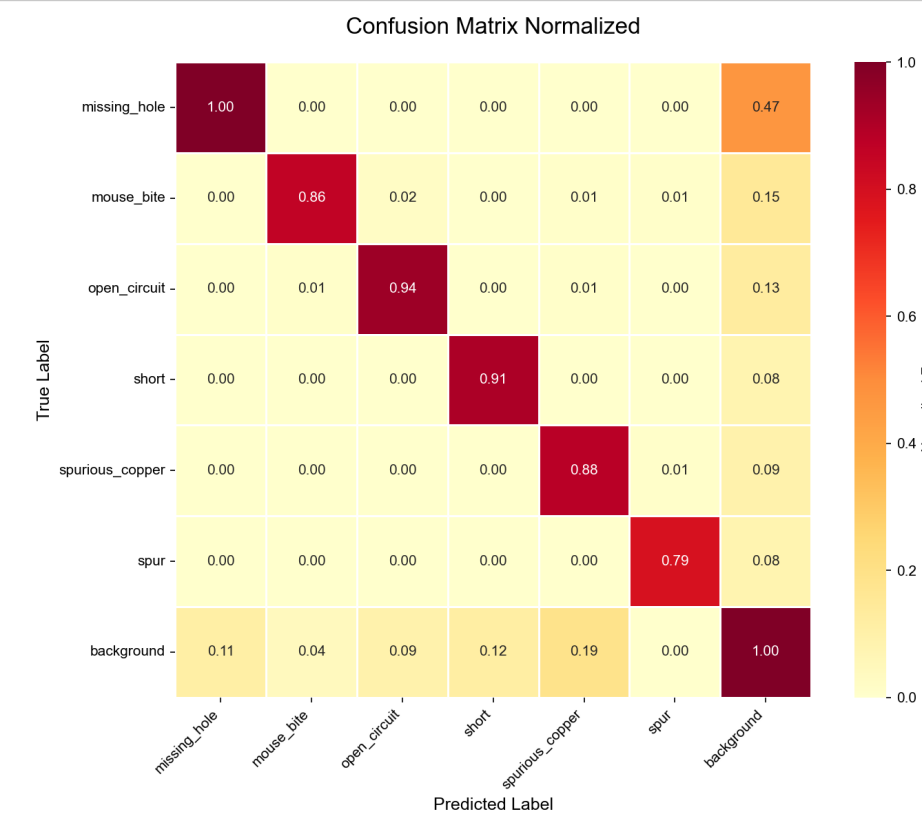 Confusion Matrix Normalized
missing_hole 1.00 0.00 0.00 0.00 0.00 0.00 0.47
mouse_bite 0.00 0.86 0.02 0.00 0.01 0.01 0.15
open_circuit 0.00 0.01 0.94 0.00 0.01 0.00 0.13
short 0.00 0.00 0.00 0.91 0.00 0.00 0.08
spurious_copper 0.00 0.00 0.00 0.00 0.88 0.01 0.09
spur 0.00 0.00 0.00 0.00 0.00 0.79 0.08
background 0.11 0.04 0.09 0.12 0.19 0.00 1.00
True Label
missing_hole mouse_bite open_circuit short spurious_copper spur background
Predicted Label
1.0
0.8
0.6
0.4
0.2
0.0